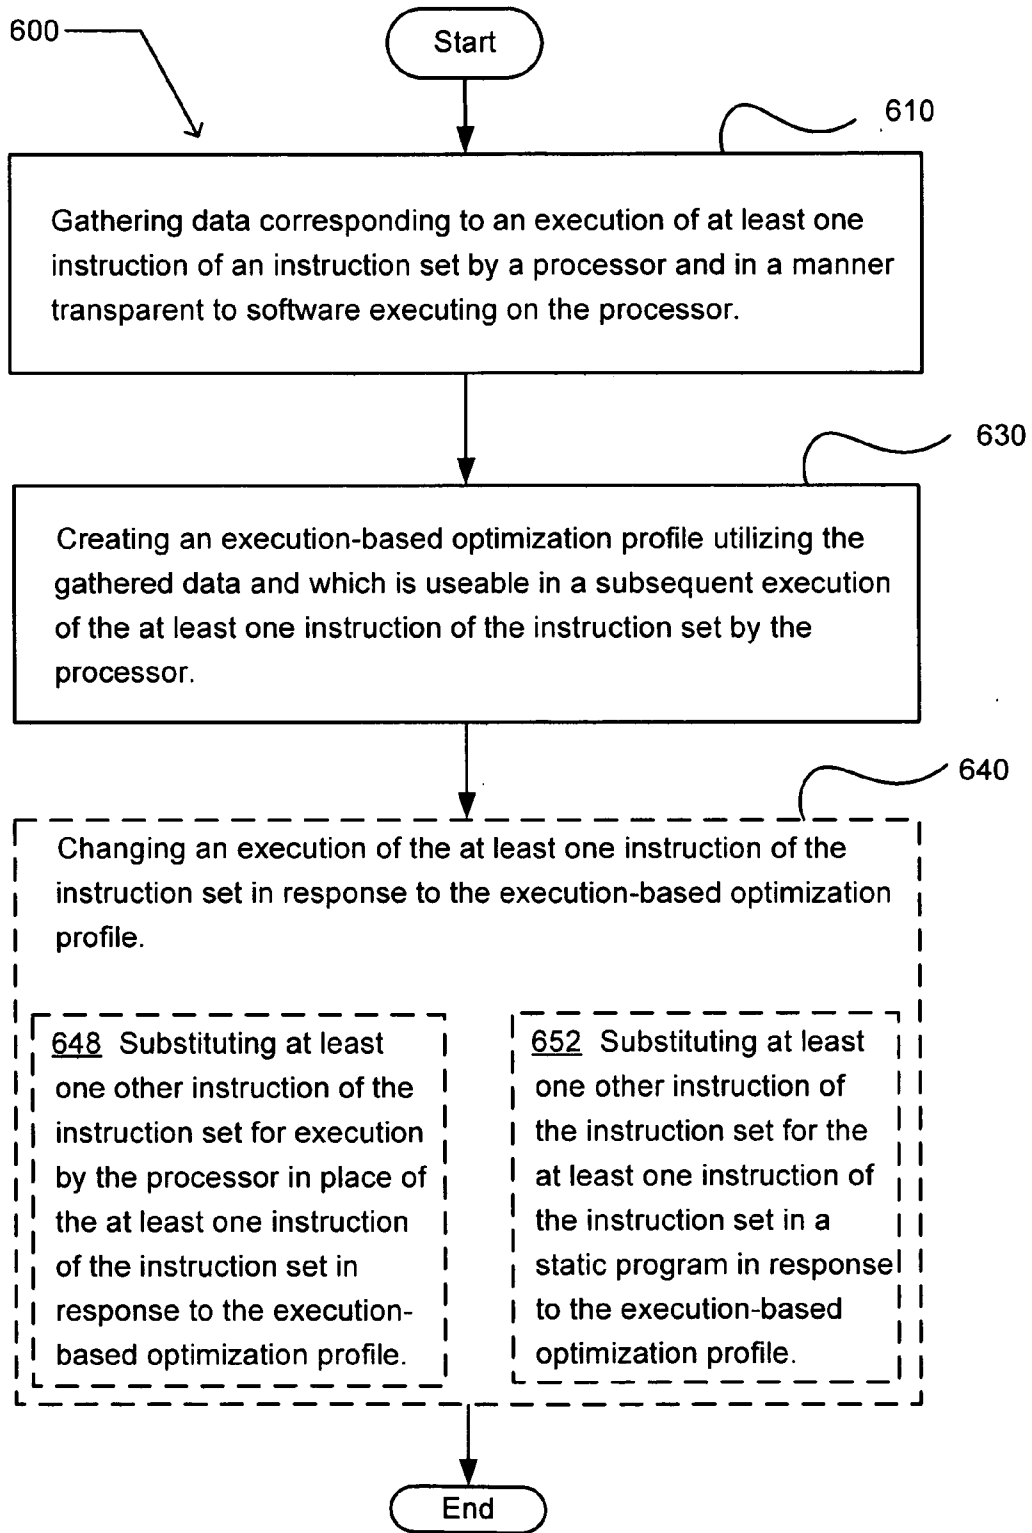 600
Start
610
Gathering data corresponding to an execution of at least one
instruction of an instruction set by a processor and in a manner
transparent to software executing on the processor.
630
Creating an execution-based optimization profile utilizing the
gathered data and which is useable in a subsequent execution
of the at least one instruction of the instruction set by the
processor.
640
Changing an execution of the at least one instruction of the
instruction set in response to the execution-based optimization
profile.
648 Substituting at least
one other instruction of the
instruction set for execution
by the processor in place of
the at least one instruction
of the instruction set in
response to the execution-
based optimization profile.
652 Substituting at least
one other instruction of
the instruction set for the
at least one instruction of
the instruction set in a
static program in response
to the execution-based
optimization profile.
End